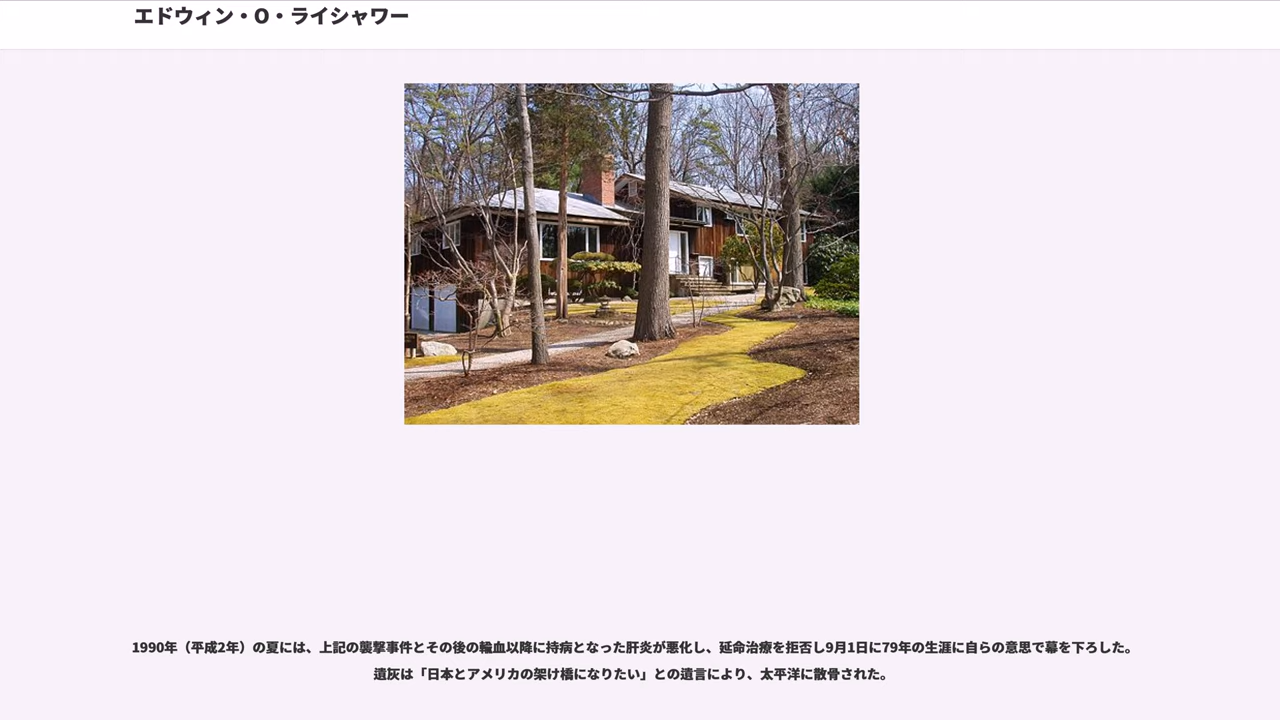 エドウィン・O・ライシャワー
1990年（平成2年）の夏には、上記の襲撃事件とその後の輸血以降に持病となった肝炎が悪化し、延命治療を拒否し9月1日に79年の生涯に自らの意思で幕を下ろした。
遺灰は「日本とアメリカの架け橋になりたい」との遺言により、太平洋に散骨された。